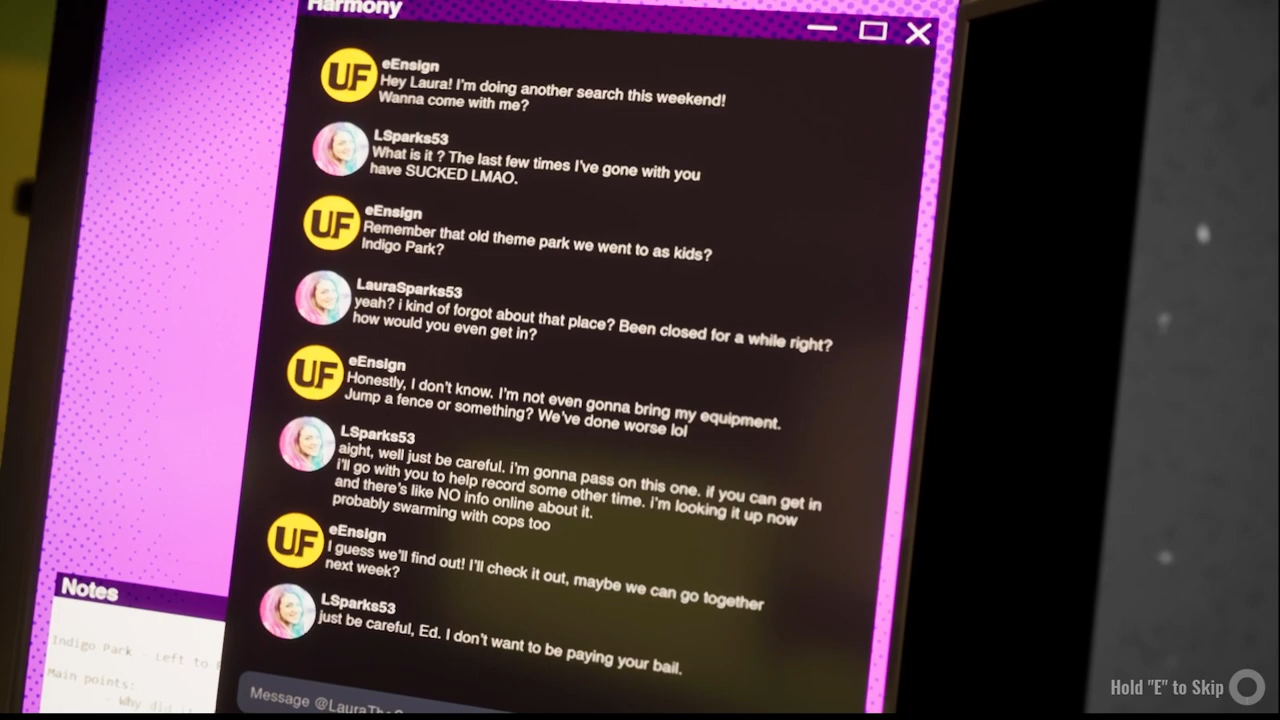 Harmony
UF
eEnsign
Hey Laura! I'm doing another search this weekend!
Wanna come with me?
LSparks53
What is it ? The last few times I've gone with you
have SUCKED LMAO.
UF
eEnsign
Remember that old theme park we went to as kids?
Indigo Park?
LauraSparks53
yeah? i kind of forgot about that place? Been closed for a while right?
how would you even get in?
UF
eEnsign
Honestly, I don't know. I'm not even gonna bring my equipment.
Jump a fence or something? We've done worse lol
LSparks53
aight, well just be careful. i'm gonna pass on this one. if you can get in
i'll go with you to help record some other time. i'm looking it up now
and there's like NO info online about it.
probably swarming with cops too
UF
eEnsign
I guess we'll find out! I'll check it out, maybe we can go together
next week?
LSparks53
just be careful, Ed. I don't want to be paying your bail.
Notes
Indigo Park - Left to
Main points:
- Why did
Message
Hold "E" to Skip